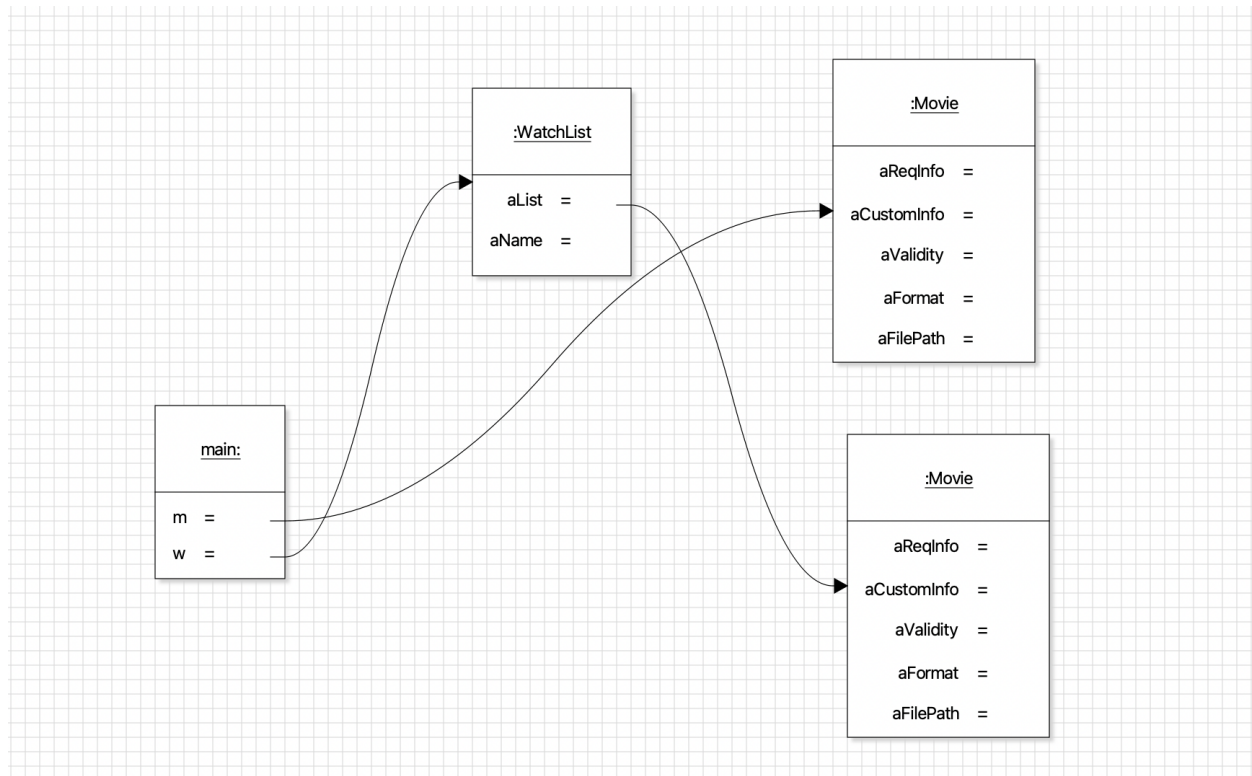 :WatchList
aList =
aName =
:Movie
aReqInfo =
aCustomInfo =
aValidity =
aFormat =
aFilePath =
main:
m =
w =
:Movie
aReqInfo =
aCustomInfo =
aValidity =
aFormat =
aFilePath =